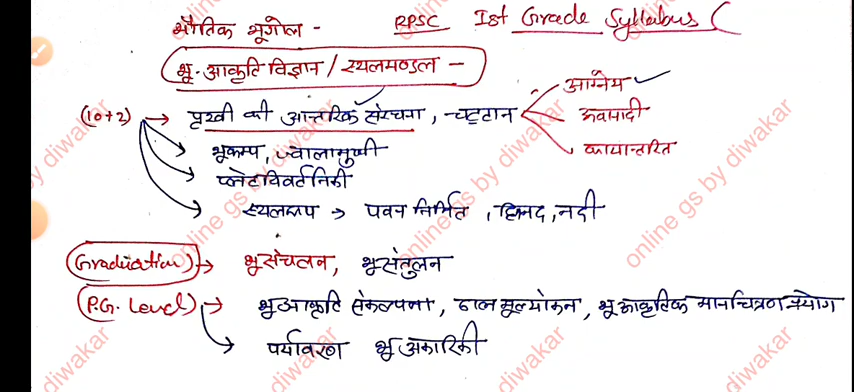 भौतिक भूगोल - RPSC Ist Grade Syllabus
भू-आकृति विज्ञान / स्थलमण्डल -
(10+2) → पृथ्वी की आन्तरिक संरचना, चट्टान
आग्नेय
अवसादी
कायान्तरित
भूकम्प, ज्वालामुखी
प्लेटविवर्तनिकी
स्थलरूप → पवन निर्मित, हिमनद, नदी
Graduation → भू संचलन, भूसंतुलन
P.G. Level → भू आकृति संकल्पना, ढाल मूल्यांकन, भू आकृतिक मानचित्रण प्रयोग
पर्यावरण भू अकारिकी
online gs by diwakar